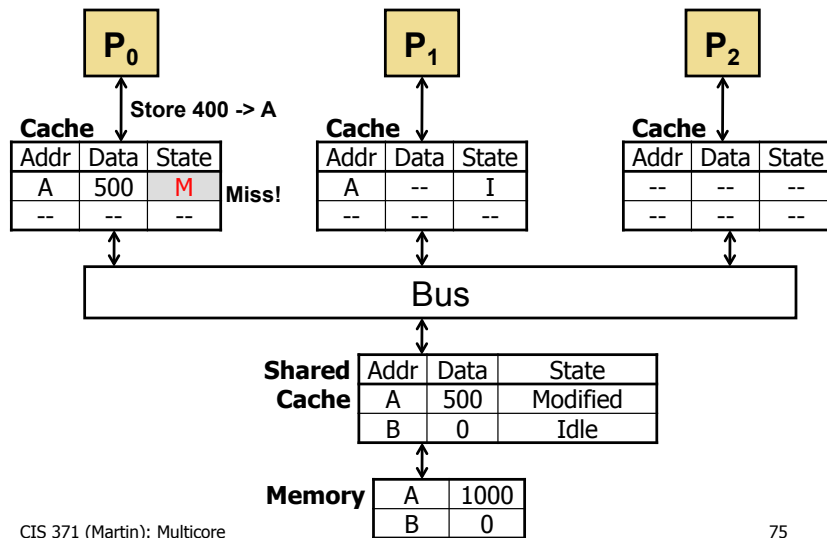 P0 P1 P2
Store 400 -> A
Cache Cache Cache
Addr Data State Addr Data State Addr Data State
A 500 M Miss! A -- I -- -- --
-- -- -- -- -- -- -- -- --
Bus
Shared Cache
Addr Data State
A 500 Modified
B 0 Idle
Memory
A 1000
B 0
CIS 371 (Martin): Multicore 75